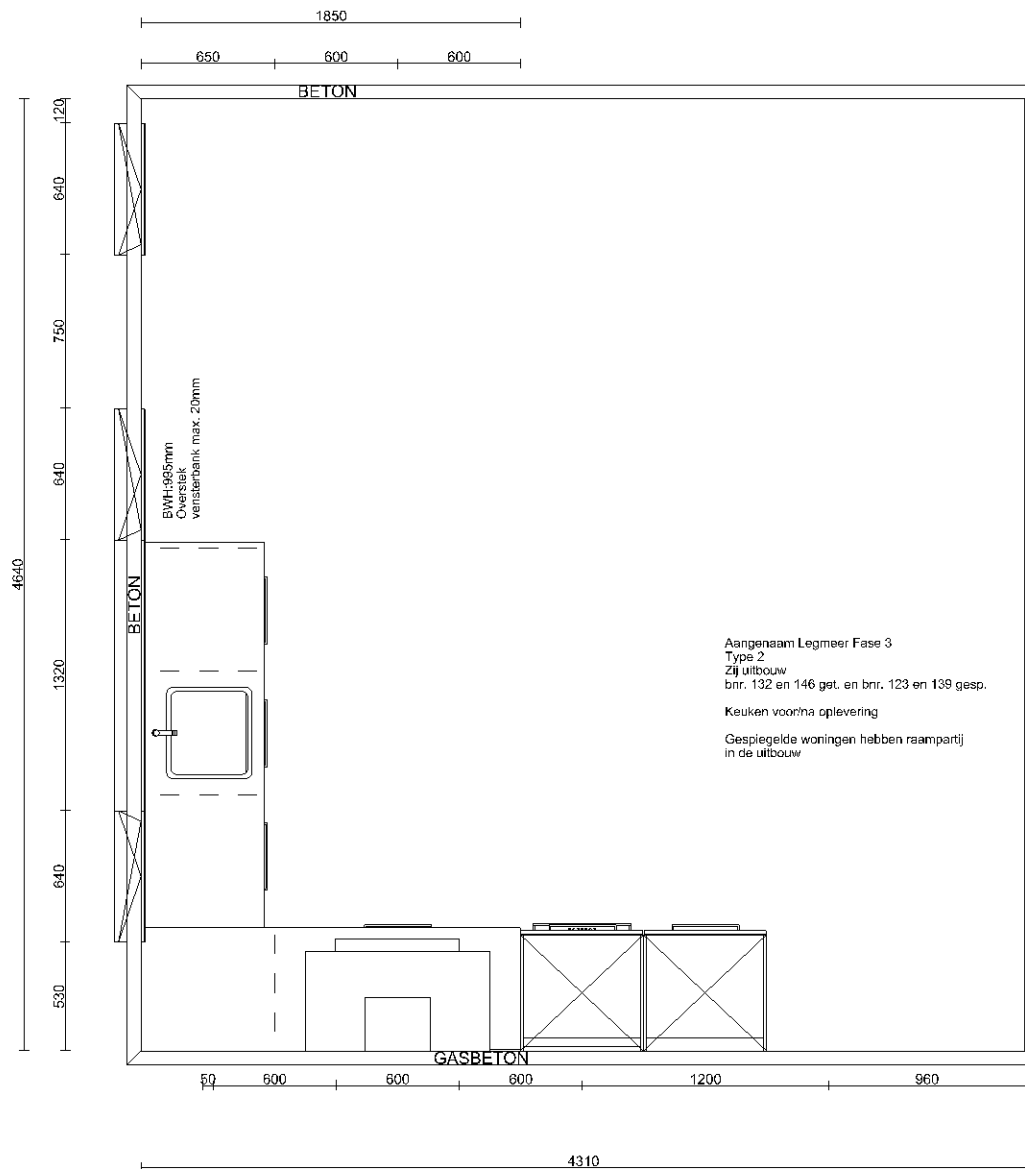 1850
650
600
600
BETON
120
640
750
640
1320
640
530
4640
BWH:995mm
Overstek
vensterbank max. 20mm
BETON
Aangenaam Legmeer Fase 3
Type 2
Zij uitbouw
bnr. 132 en 146 get. en bnr. 123 en 139 gesp.
Keuken voor/na oplevering
Gespiegelde woningen hebben raampartij
in de uitbouw
GASBETON
50
600
600
600
1200
960
4310